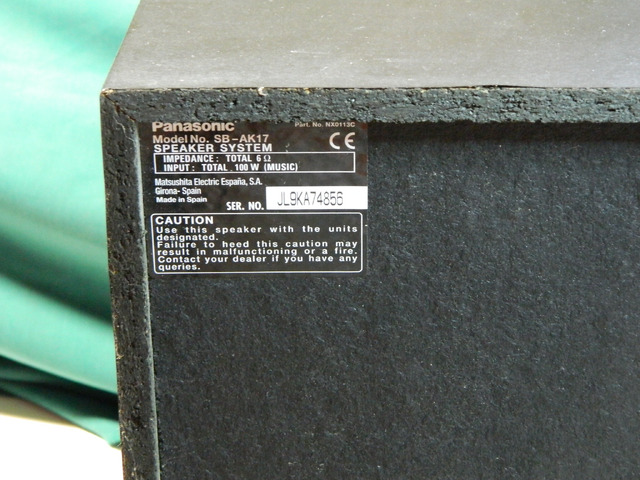 Panasonic Part. No. NX0113C
Model No. SB-AK17
SPEAKER SYSTEM
CE
IMPEDANCE: TOTAL 6 Ω
INPUT: TOTAL. 100 W (MUSIC)
Matsushita Electric España, S.A.
Girona- Spain
Made in Spain
SER. NO. JL9KA74856
CAUTION
Use this speaker with the units
designated.
Failure to heed this caution may
result in malfunctioning or a fire.
Contact your dealer if you have any
queries.